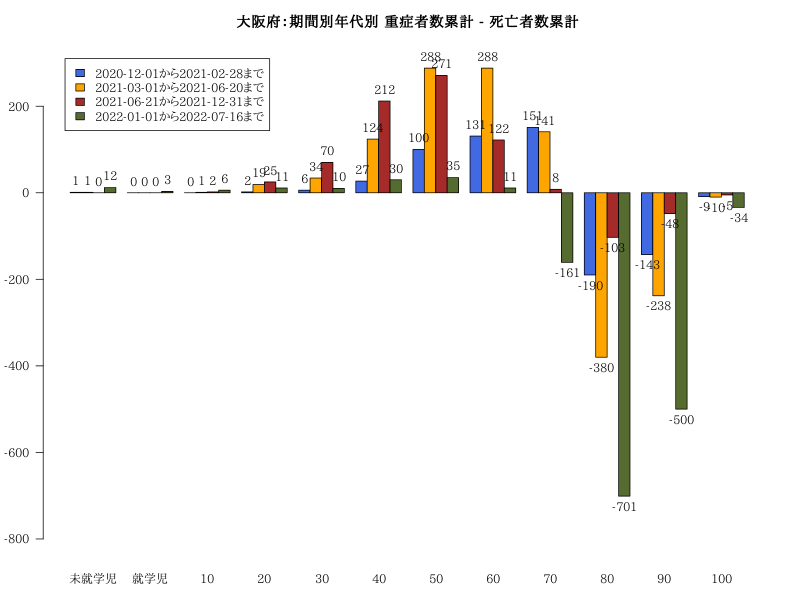 大阪府：期間別年代別 重症者数累計 - 死亡者数累計
2020-12-01から2021-02-28まで
2021-03-01から2021-06-20まで
2021-06-21から2021-12-31まで
2022-01-01から2022-07-16まで
200
0
-200
-400
-600
-800
1 1 0 12
0 0 0 3
0 1 2 6
2 19 25 11
6 34 70 10
27 124 212 30
100 288 271 35
131 288 122 11
151 141 8 -161
-190 -380 -103 -701
-143 -238 -48 -500
-9 -10 -5 -34
未就学児 就学児 10 20 30 40 50 60 70 80 90 100